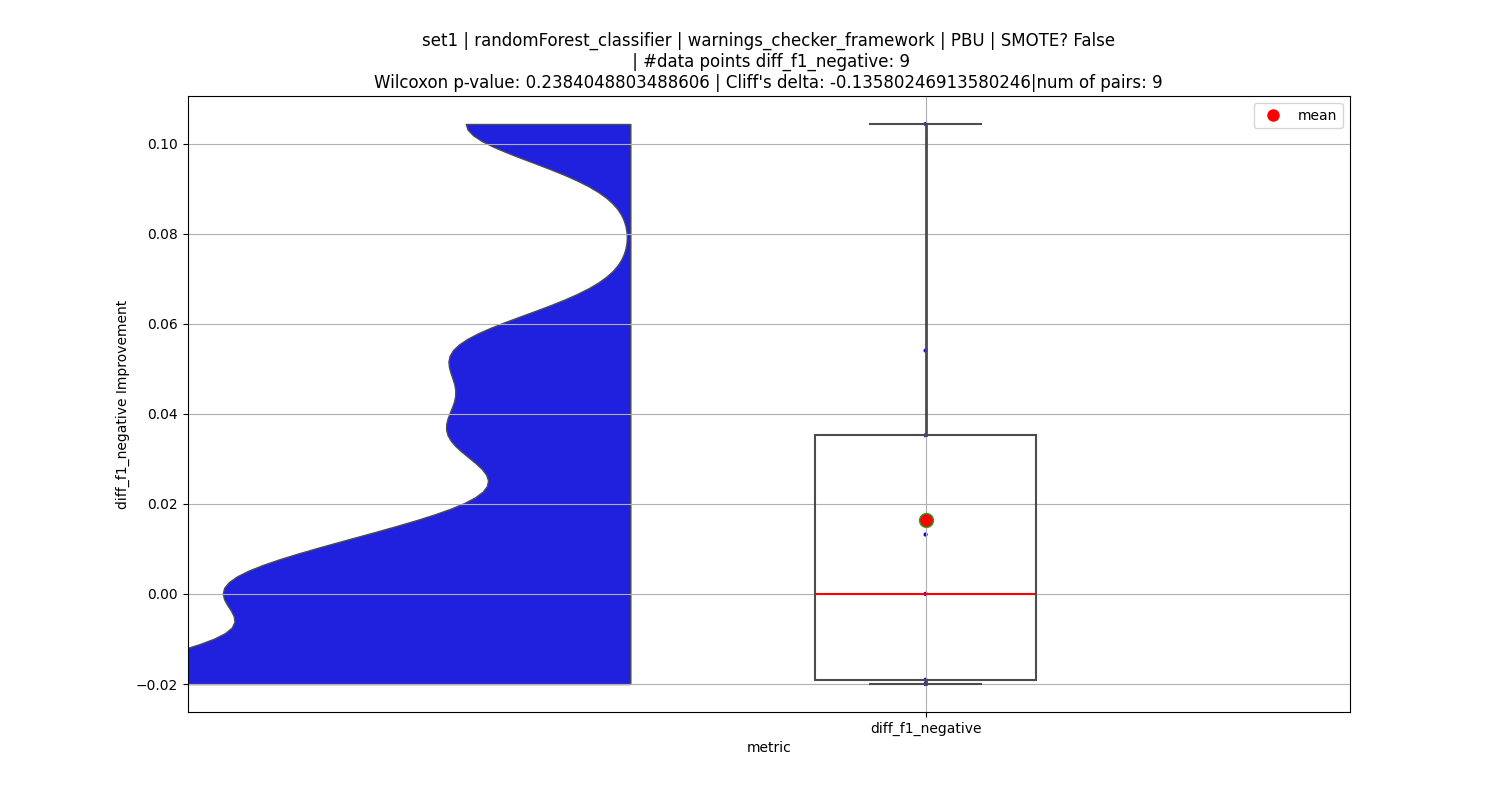 set1 | randomForest_classifier | warnings_checker_framework | PBU | SMOTE? False
| #data points diff_f1_negative: 9
Wilcoxon p-value: 0.2384048803488606 | Cliff's delta: -0.13580246913580246|num of pairs: 9
mean
0.10
0.08
0.06
0.04
0.02
0.00
−0.02
diff_f1_negative Improvement
diff_f1_negative
metric